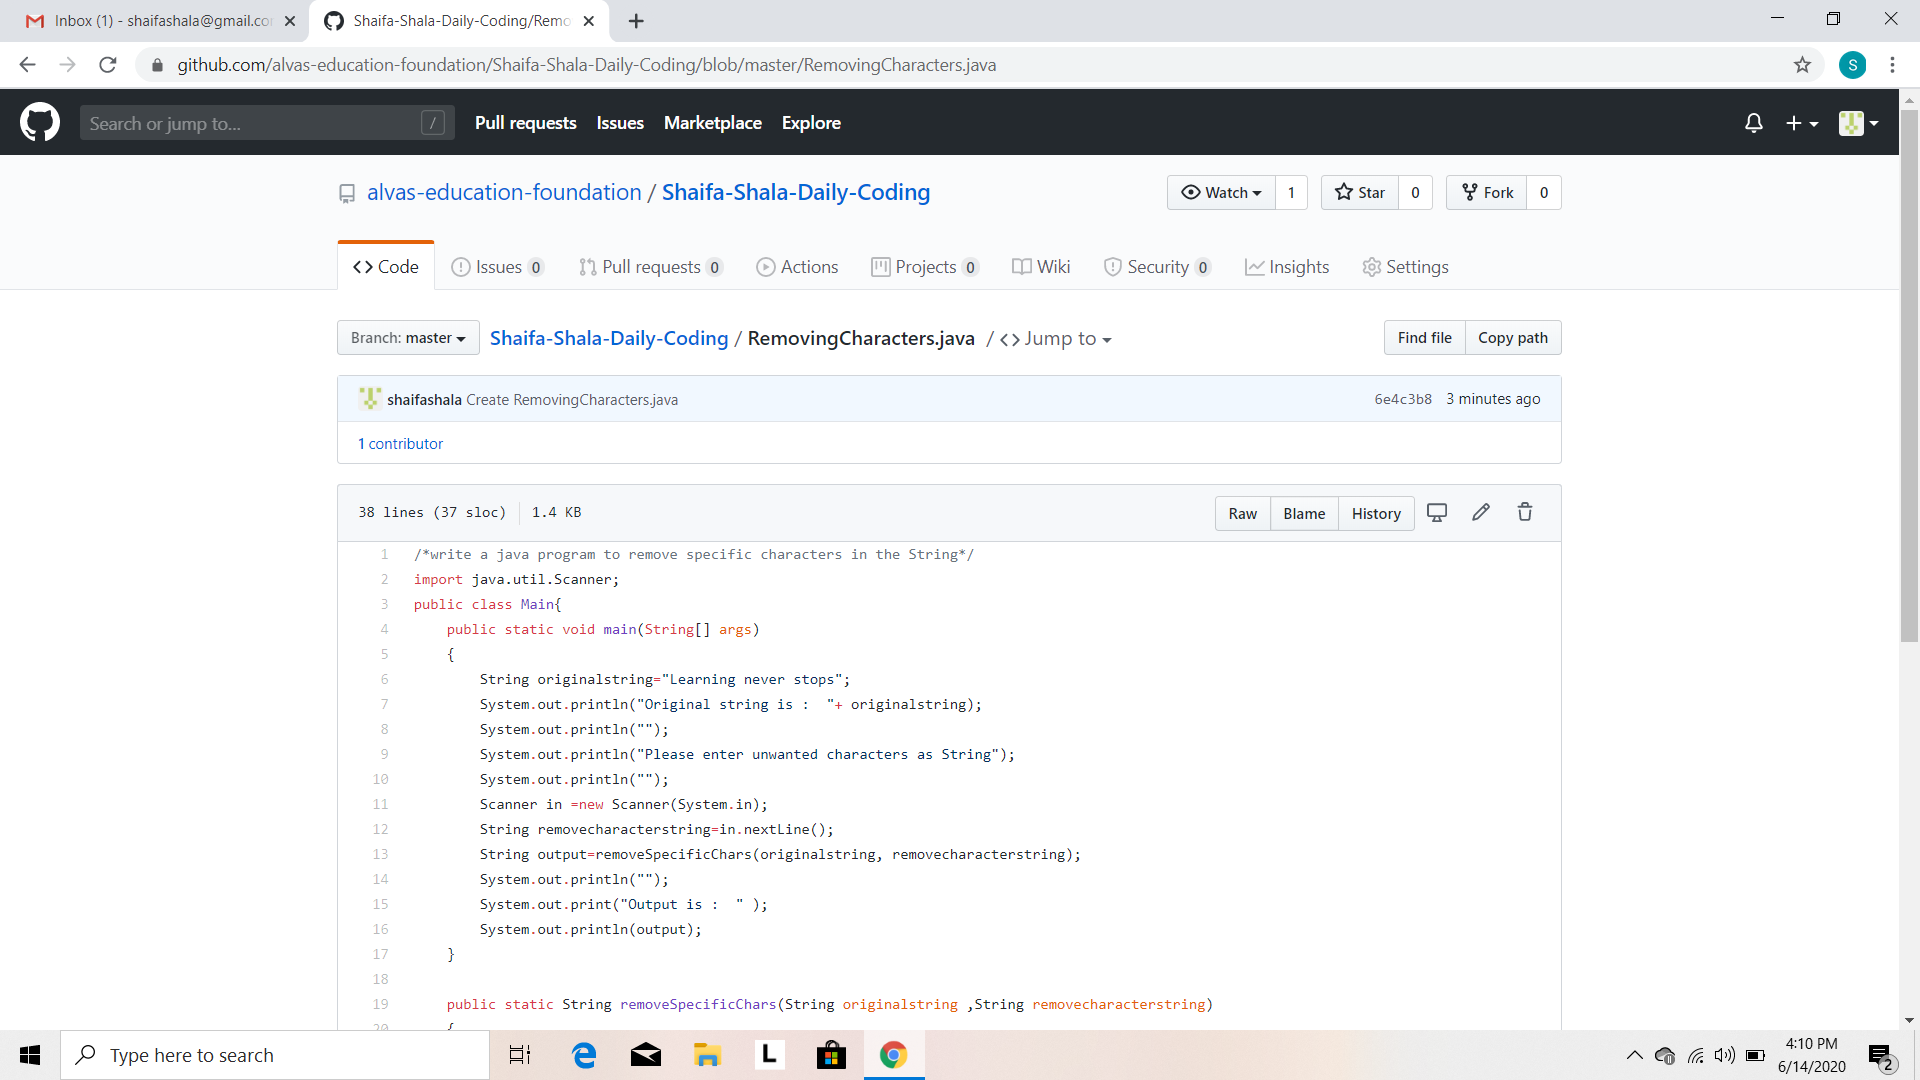 Inbox (1) - shaifashala@gmail.co
Shaifa-Shala-Daily-Coding/Remo
github.com/alvas-education-foundation/Shaifa-Shala-Daily-Coding/blob/master/RemovingCharacters.java
S
Search or jump to... /
Pull requests Issues Marketplace Explore
alvas-education-foundation / Shaifa-Shala-Daily-Coding
Watch 1 Star 0 Fork 0
Code Issues 0 Pull requests 0 Actions Projects 0 Wiki Security 0 Insights Settings
Branch: master Shaifa-Shala-Daily-Coding / RemovingCharacters.java / <> Jump to
Find file Copy path
shaifashala Create RemovingCharacters.java 6e4c3b8 3 minutes ago
1 contributor
38 lines (37 sloc) 1.4 KB Raw Blame History
1 /*write a java program to remove specific characters in the String*/
2 import java.util.Scanner;
3 public class Main{
4 public static void main(String[] args)
5 {
6 String originalstring="Learning never stops";
7 System.out.println("Original string is :  "+ originalstring);
8 System.out.println("");
9 System.out.println("Please enter unwanted characters as String");
10 System.out.println("");
11 Scanner in =new Scanner(System.in);
12 String removecharacterstring=in.nextLine();
13 String output=removeSpecificChars(originalstring, removecharacterstring);
14 System.out.println("");
15 System.out.print("Output is :  " );
16 System.out.println(output);
17 }
18
19 public static String removeSpecificChars(String originalstring ,String removecharacterstring)
20 {
Type here to search
L
4:10 PM
6/14/2020
2